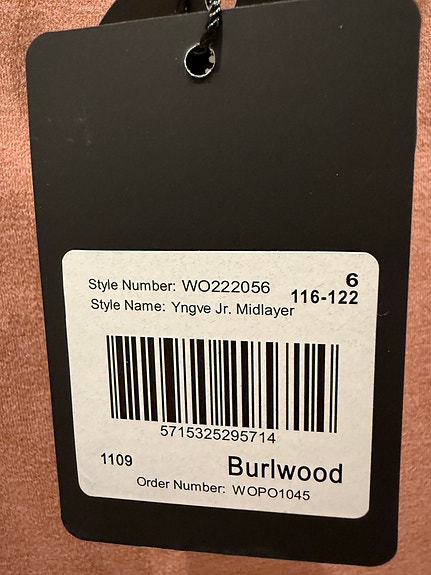 Style Number: WO222056 6
116-122
Style Name: Yngve Jr. Midlayer
5715325295714
1109 Burlwood
Order Number: WOPO1045